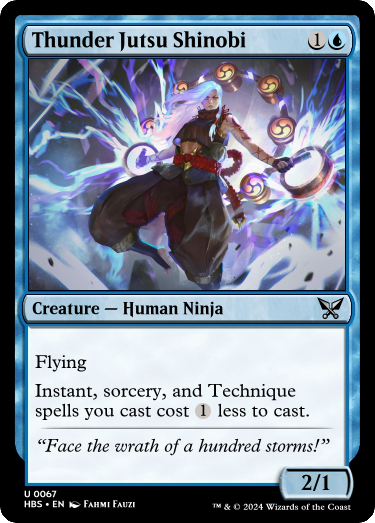 Thunder Jutsu Shinobi 1
Creature — Human Ninja
Flying
Instant, sorcery, and Technique
spells you cast cost 1 less to cast.
“Face the wrath of a hundred storms!”
2/1
U 0067
HBS • EN Fahmi Fauzi
™ & © 2024 Wizards of the Coast